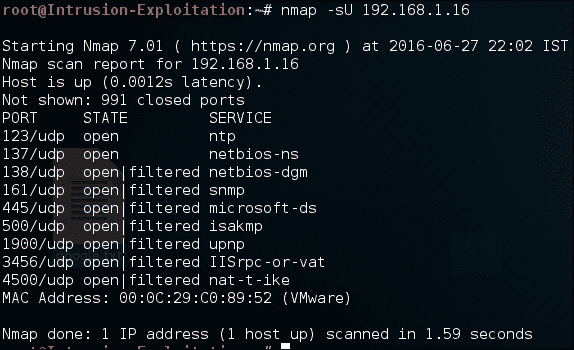 root@Intrusion-Exploitation:~# nmap -sU 192.168.1.16
Starting Nmap 7.01 ( https://nmap.org ) at 2016-06-27 22:02 IST
Nmap scan report for 192.168.1.16
Host is up (0.0012s latency).
Not shown: 991 closed ports
PORT     STATE         SERVICE
123/udp  open          ntp
137/udp  open          netbios-ns
138/udp  open|filtered netbios-dgm
161/udp  open|filtered snmp
445/udp  open|filtered microsoft-ds
500/udp  open|filtered isakmp
1900/udp open|filtered upnp
3456/udp open|filtered IISrpc-or-vat
4500/udp open|filtered nat-t-ike
MAC Address: 00:0C:29:C0:89:52 (VMware)
Nmap done: 1 IP address (1 host up) scanned in 1.59 seconds
root@Intrusion-Exploitation:~#